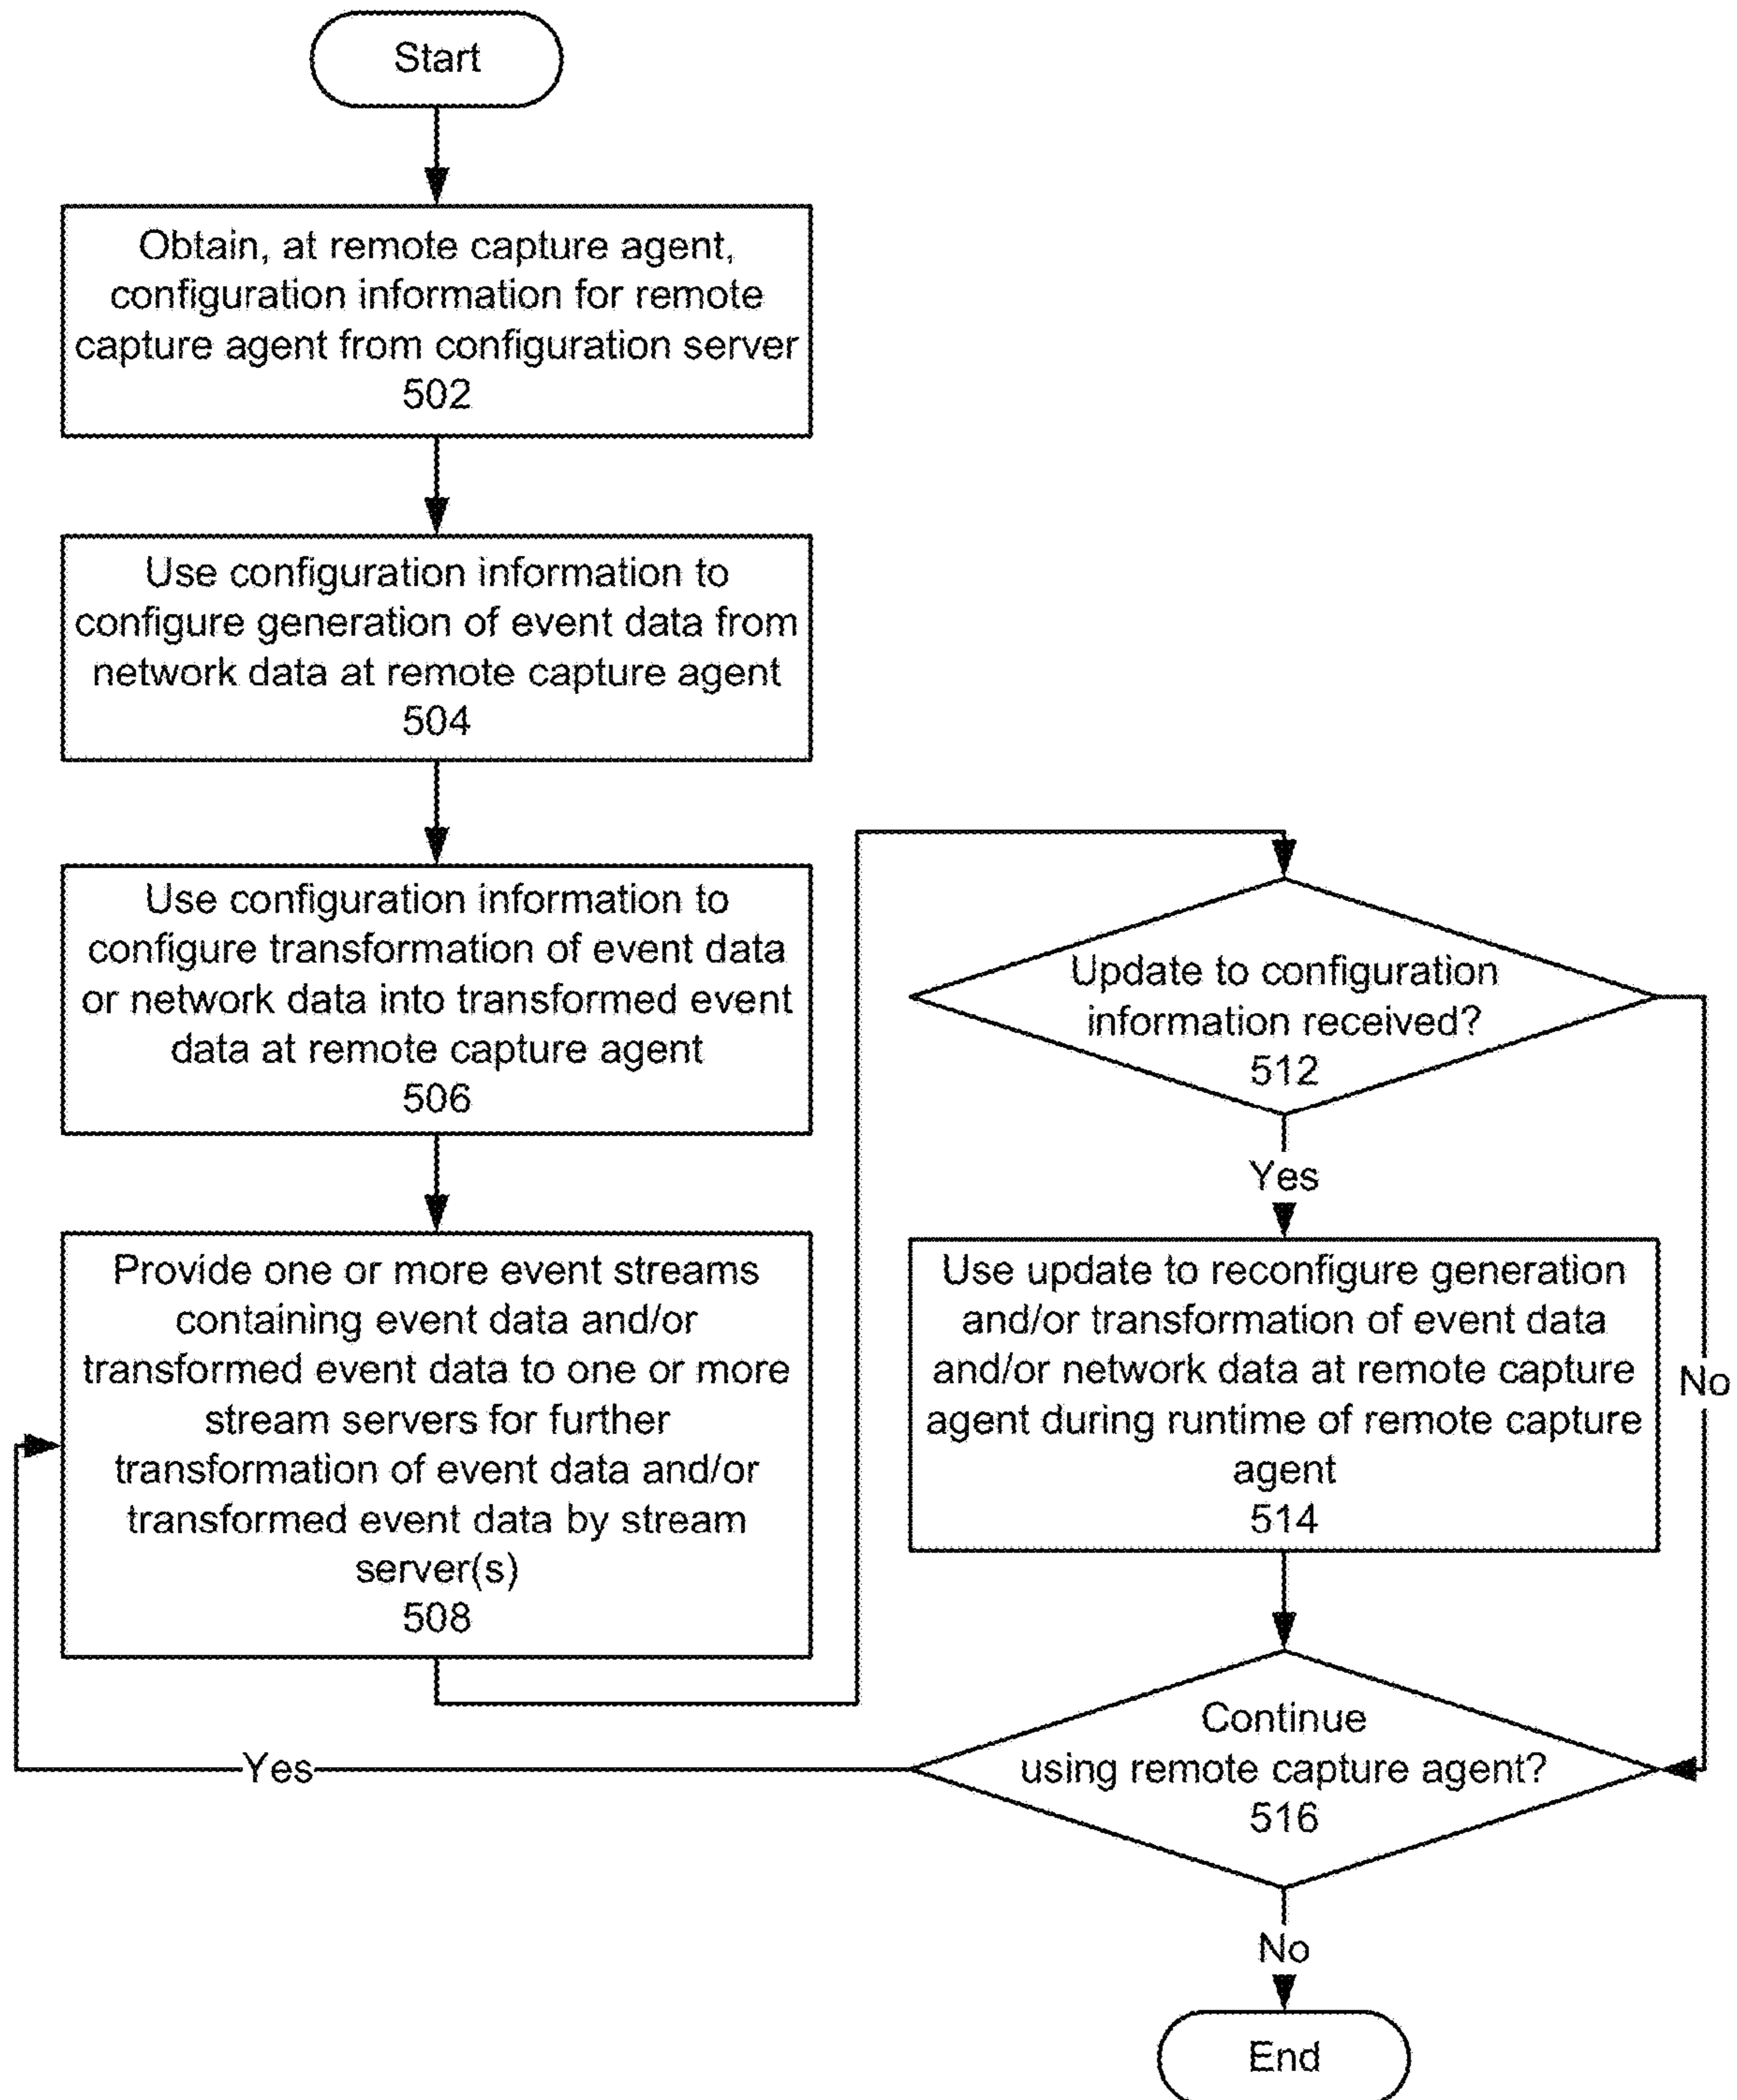 Start
Obtain, at remote capture agent,
configuration information for remote
capture agent from configuration server
502
Use configuration information to
configure generation of event data from
network data at remote capture agent
504
Use configuration information to
configure transformation of event data
or network data into transformed event
data at remote capture agent
506
Provide one or more event streams
containing event data and/or
transformed event data to one or more
stream servers for further
transformation of event data and/or
transformed event data by stream
server(s)
508
Update to configuration
information received?
512
Yes
Use update to reconfigure generation
and/or transformation of event data
and/or network data at remote capture
agent during runtime of remote capture
agent
514
No
Continue
using remote capture agent?
516
Yes
No
End